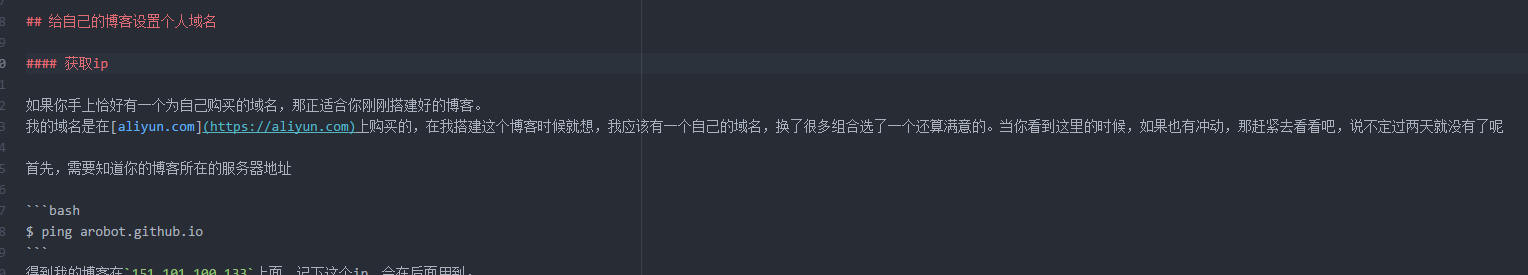 ## 给自己的博客设置个人域名
#### 获取ip
如果你手上恰好有一个为自己购买的域名，那正适合你刚刚搭建好的博客。
我的域名是在[aliyun.com](https://aliyun.com)上购买的，在我搭建这个博客时候就想，我应该有一个自己的域名，换了很多组合选了一个还算满意的。当你看到这里的时候，如果也有冲动，那赶紧去看看吧，说不定过两天就没有了呢
首先，需要知道你的博客所在的服务器地址
```bash
$ ping arobot.github.io
```
得到我的博客在`151.101.100.133`上面，记下这个ip，会在后面用到。